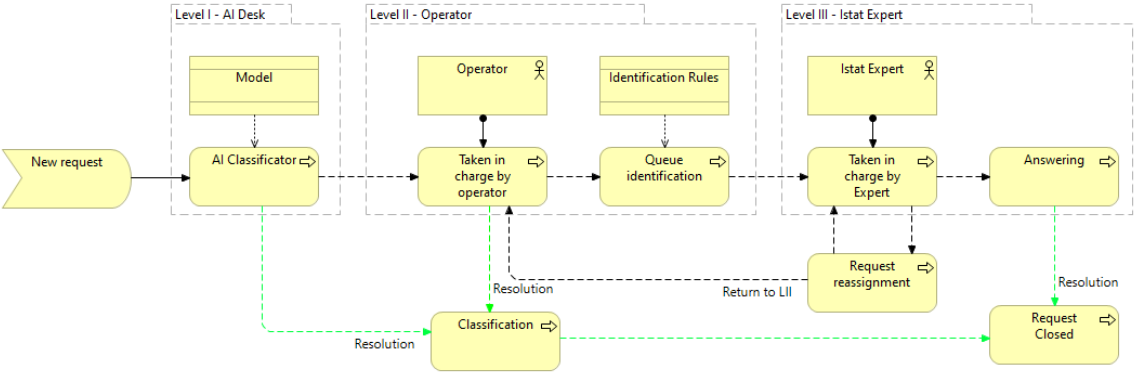 Level I - AI Desk
Level II - Operator
Level III - Istat Expert
Model
Operator
Identification Rules
Istat Expert
New request
AI Classificator
Taken in
charge by
operator
Queue
identification
Taken in
charge by
Expert
Answering
Request
reassignment
Resolution
Return to LII
Resolution
Classification
Request
Closed
Resolution